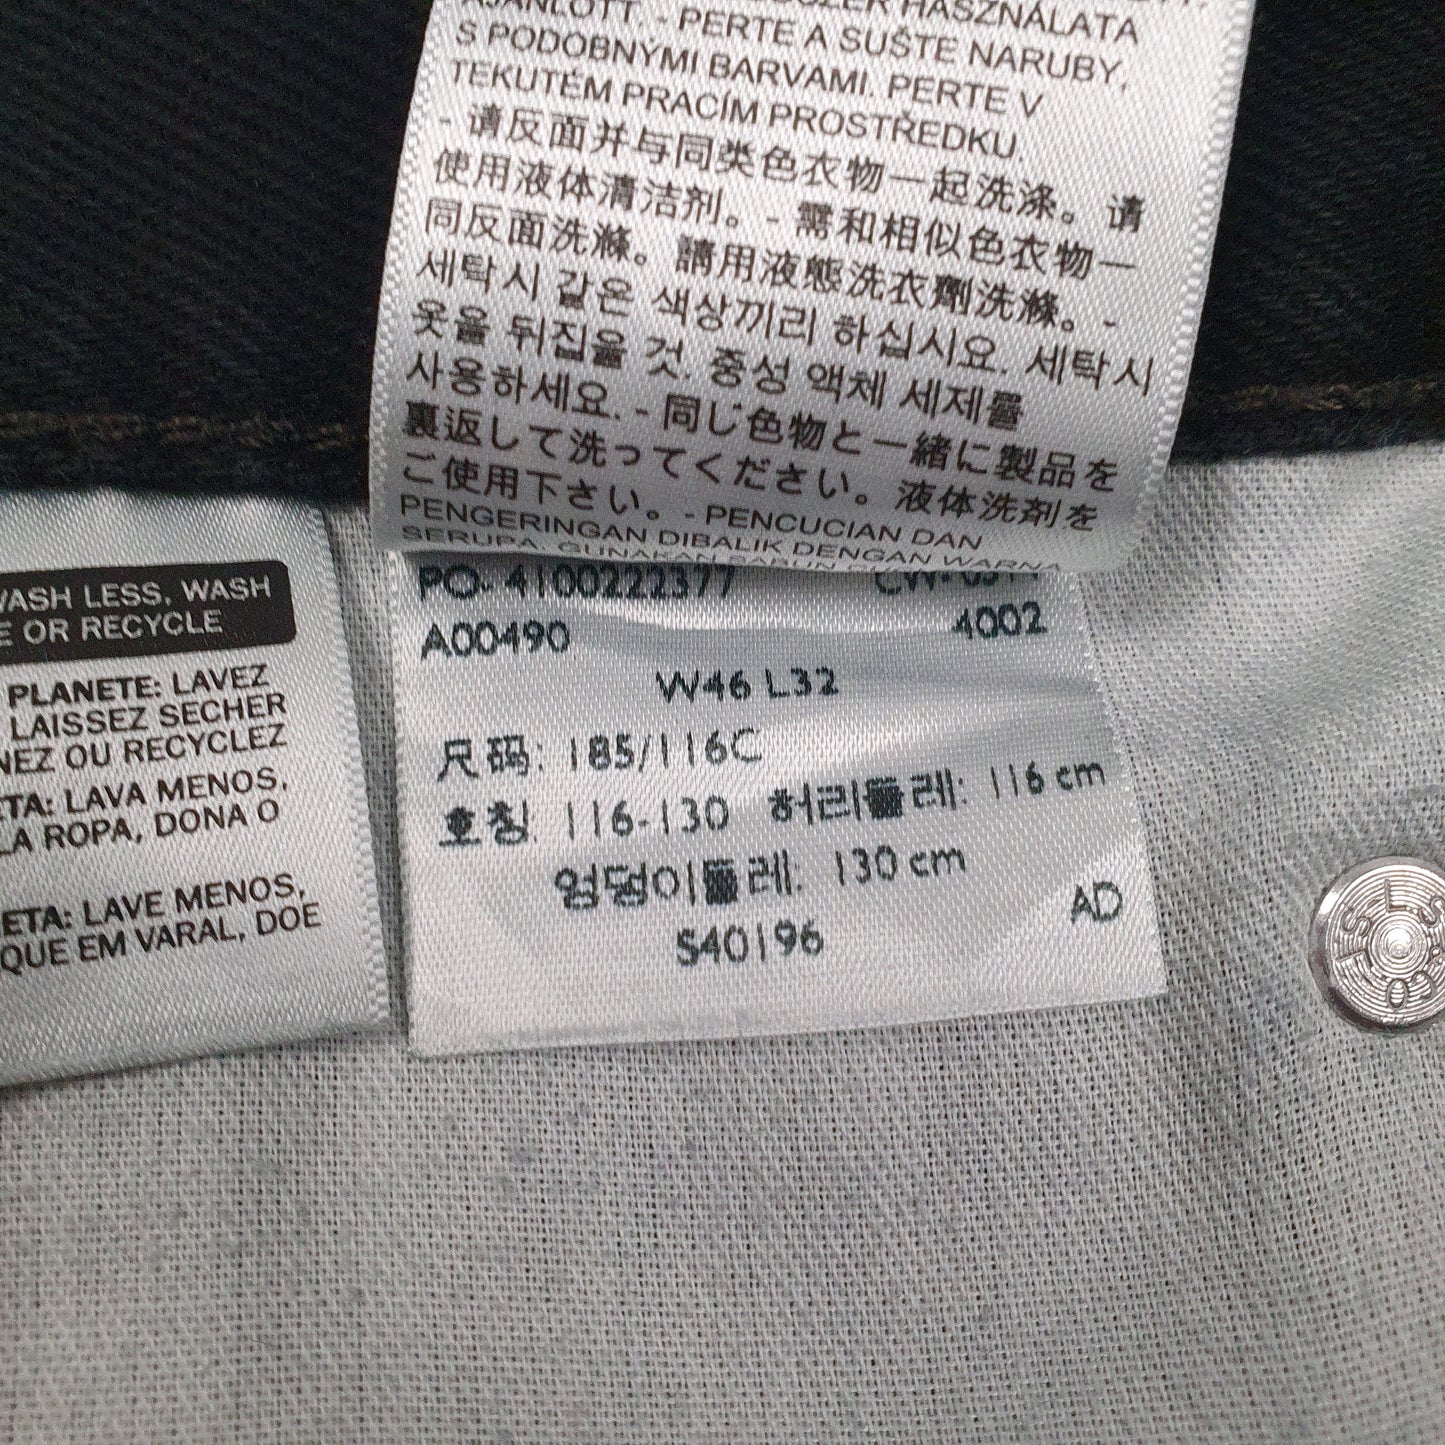 AJÁNLOTT. - PERTE A SUŠTE NARUBY,
S PODOBNÝMI BARVAMI. PERTE V
TEKUTÉM PRACÍM PROSTŘEDKU.
- 请反面并与同类色衣物一起洗涤。请
使用液体清洁剂。- 需和相似色衣物一
同反面洗滌。請用液態洗衣劑洗滌。-
세탁시 같은 색상끼리 하십시요. 세탁시
옷을 뒤집을 것. 중성 액체 세제를
사용하세요. - 同じ色物と一緒に製品を
裏返して洗ってください。液体洗剤を
ご使用下さい。- PENCUCIAN DAN
PENGERINGAN DIBALIK DENGAN WARNA
WASH LESS, WASH
OR RECYCLE
PLANETE: LAVEZ
LAISSEZ SECHER
NEZ OU RECYCLEZ
ETA: LAVA MENOS,
LA ROPA, DONA O
ETA: LAVE MENOS,
QUE EM VARAL, DOE
PO- 4100222377
A00490 4002
W46 L32
尺码: 185/116C
호칭: 116-130 허리둘레: 116 cm
엉덩이둘레: 130 cm
S40196 AD
LS&CO SF